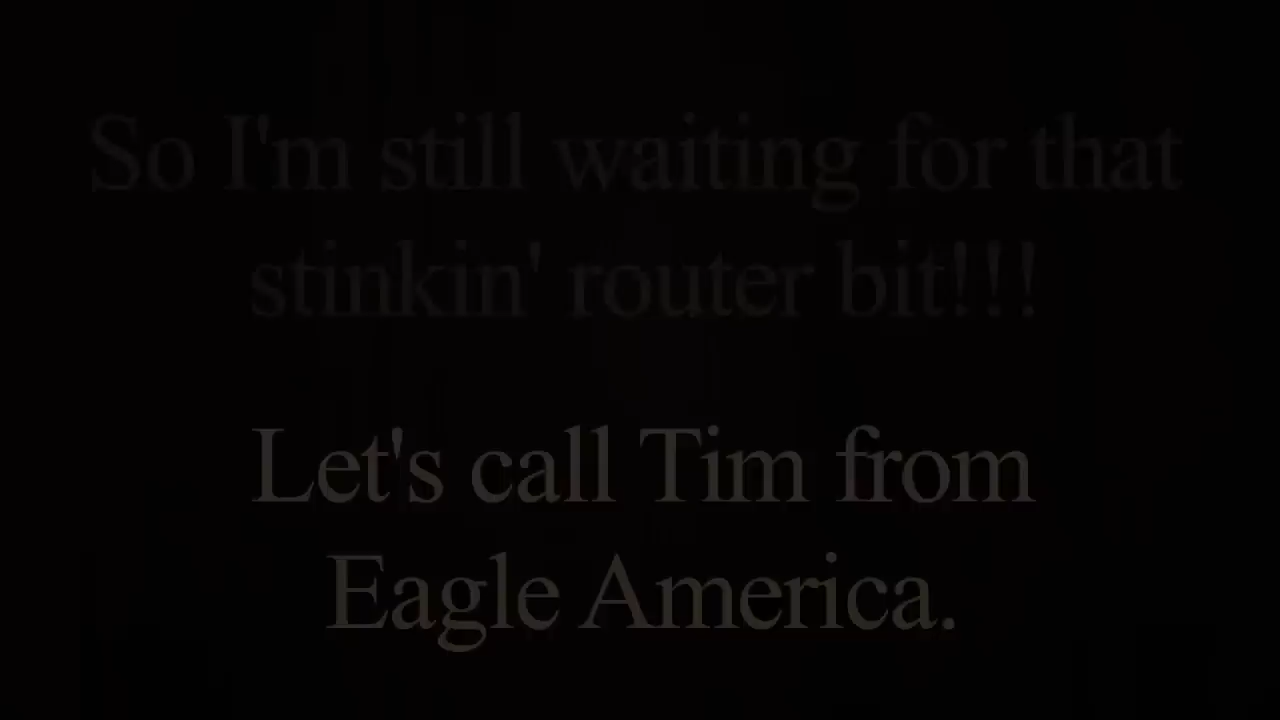 So I'm still waiting for that
stinkin' router bit!!!
Let's call Tim from
Eagle America.